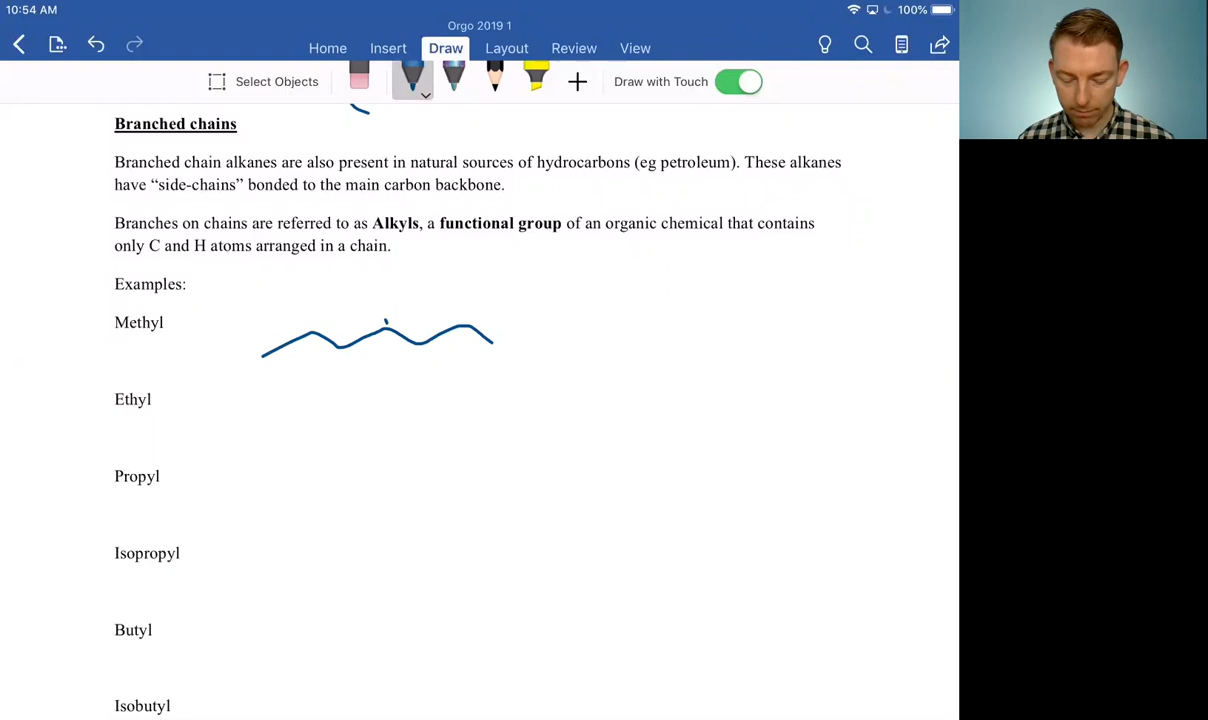 10:54 AM
100%
Orgo 2019 1
Home Insert Draw Layout Review View
Select Objects
Draw with Touch
Branched chains
Branched chain alkanes are also present in natural sources of hydrocarbons (eg petroleum). These alkanes
have “side-chains” bonded to the main carbon backbone.
Branches on chains are referred to as Alkyls, a functional group of an organic chemical that contains
only C and H atoms arranged in a chain.
Examples:
Methyl
Ethyl
Propyl
Isopropyl
Butyl
Isobutyl